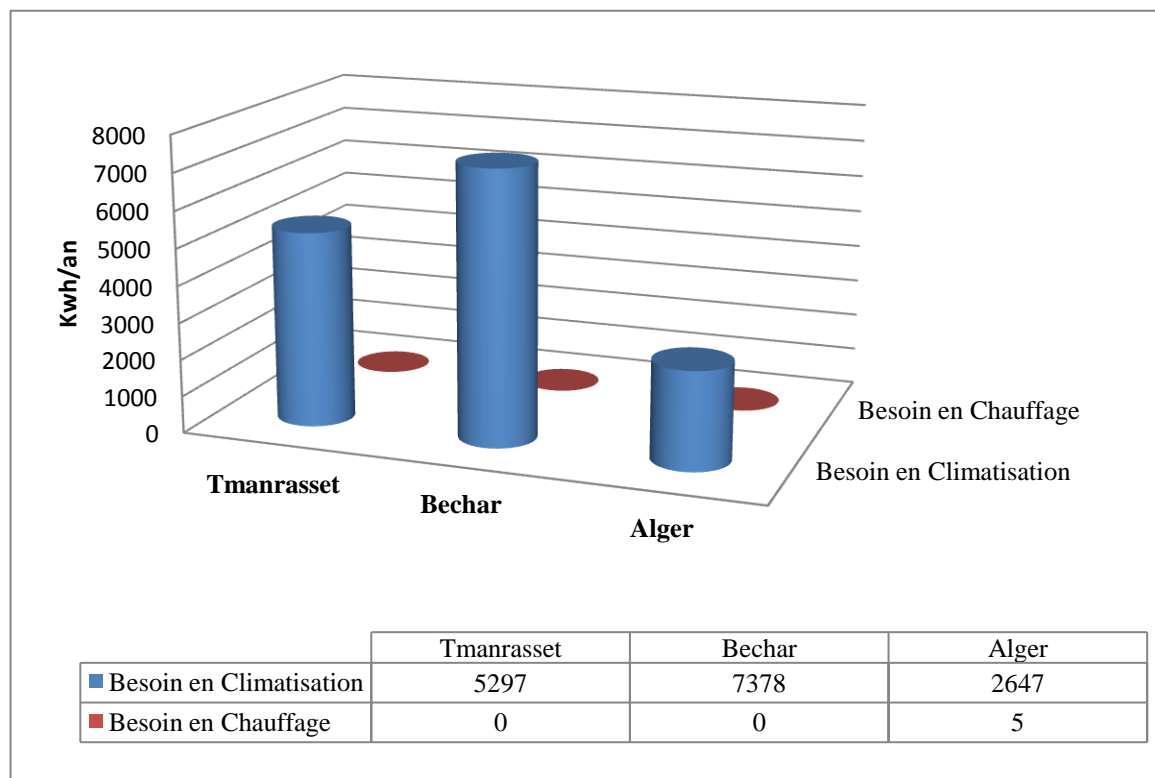 8000
7000
6000
5000
4000
3000
2000
1000
0
Kwh/an
Tmanrasset
Bechar
Alger
Besoin en Chauffage
Besoin en Climatisation
Tmanrasset Bechar Alger
Besoin en Climatisation 5297 7378 2647
Besoin en Chauffage 0 0 5